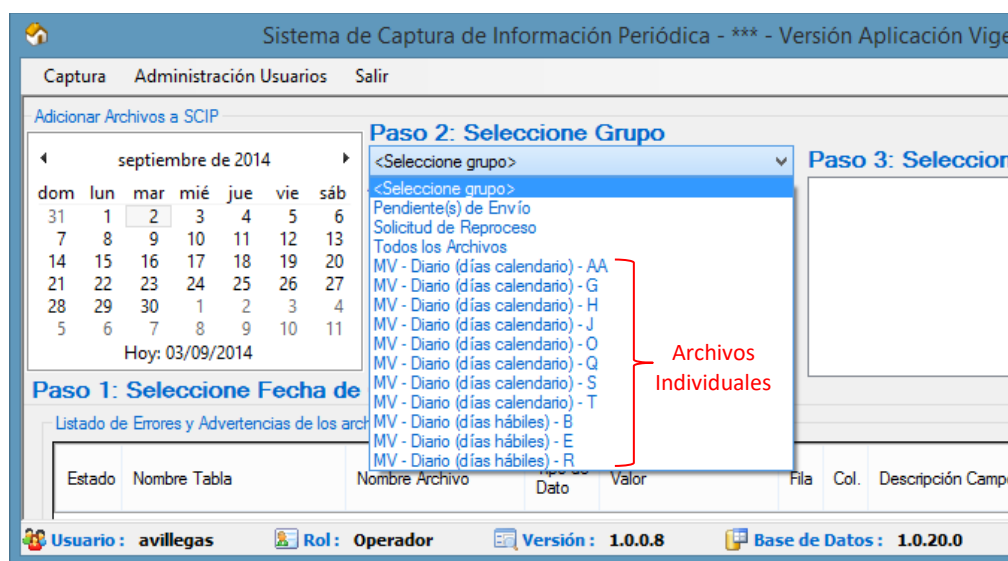 Sistema de Captura de Información Periódica - *** - Versión Aplicación Vige
Captura Administración Usuarios Salir
Adicionar Archivos a SCIP
septiembre de 2014
dom lun mar mié jue vie sáb
31 1 2 3 4 5 6
7 8 9 10 11 12 13
14 15 16 17 18 19 20
21 22 23 24 25 26 27
28 29 30 1 2 3 4
5 6 7 8 9 10 11
Hoy: 03/09/2014
Paso 1: Seleccione Fecha de
Paso 2: Seleccione Grupo
<Seleccione grupo>
<Seleccione grupo>
Pendiente(s) de Envío
Solicitud de Reproceso
Todos los Archivos
MV - Diario (días calendario) - AA
MV - Diario (días calendario) - G
MV - Diario (días calendario) - H
MV - Diario (días calendario) - J
MV - Diario (días calendario) - O
MV - Diario (días calendario) - Q
MV - Diario (días calendario) - S
MV - Diario (días calendario) - T
MV - Diario (días hábiles) - B
MV - Diario (días hábiles) - E
MV - Diario (días hábiles) - R
Archivos
Individuales
Paso 3: Seleccion
Listado de Errores y Advertencias de los arch
Estado Nombre Tabla Nombre Archivo Tipo de Dato Valor Fila Col. Descripción Campo
Usuario : avillegas Rol : Operador Versión : 1.0.0.8 Base de Datos : 1.0.20.0